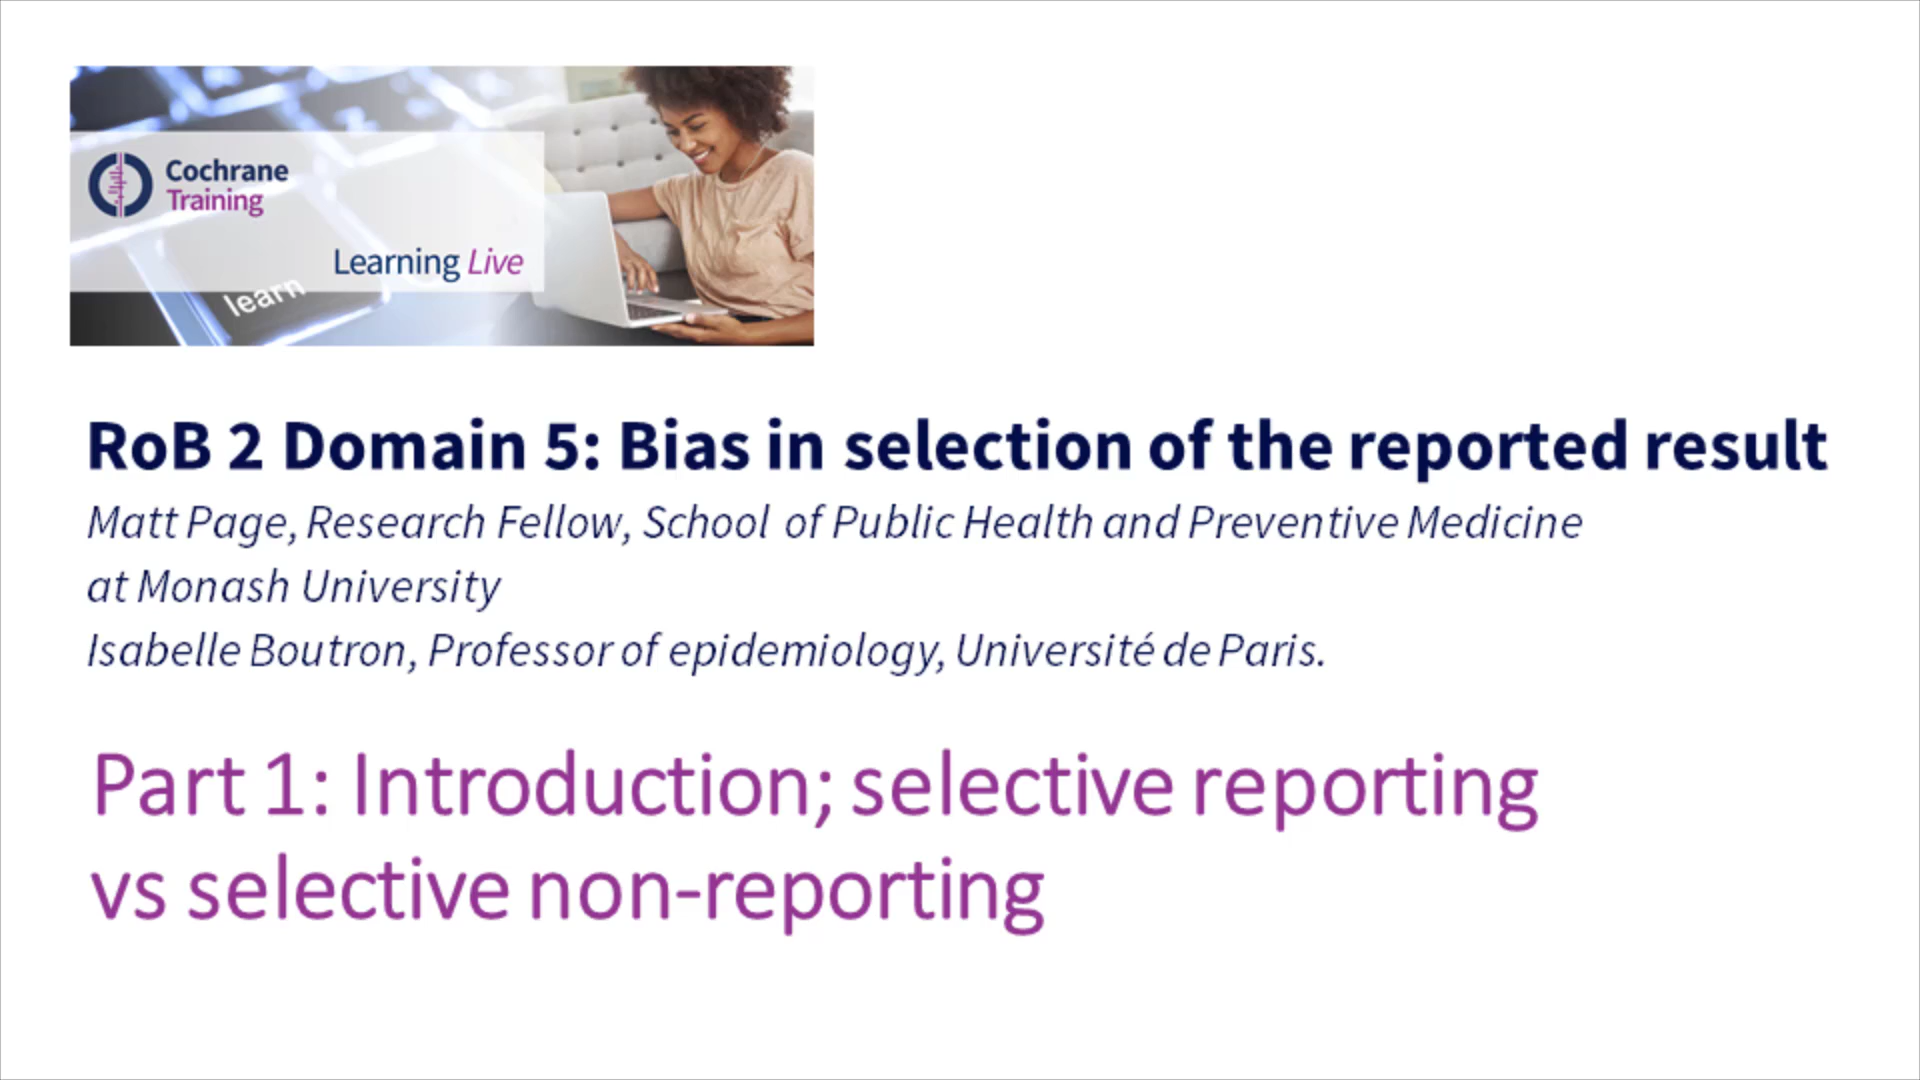 Cochrane
Training
Learning Live
learn
RoB 2 Domain 5: Bias in selection of the reported result
Matt Page, Research Fellow, School of Public Health and Preventive Medicine
at Monash University
Isabelle Boutron, Professor of epidemiology, Université de Paris.
Part 1: Introduction; selective reporting
vs selective non-reporting